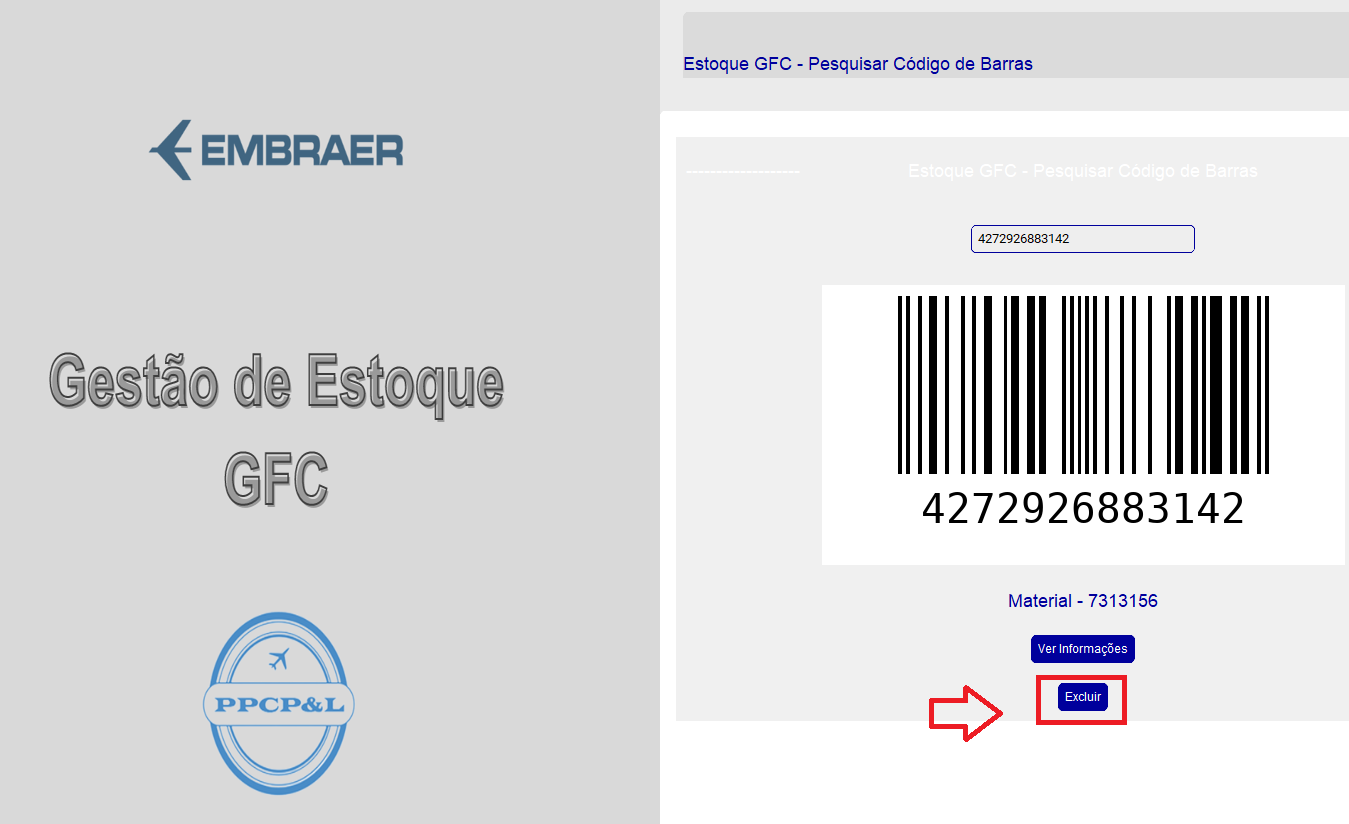 EMBRAER
Gestão de Estoque
GFC
PPCP&L
Estoque GFC - Pesquisar Código de Barras
------------------- Estoque GFC - Pesquisar Código de Barras
4272926883142
4272926883142
Material - 7313156
Ver Informações
Excluir